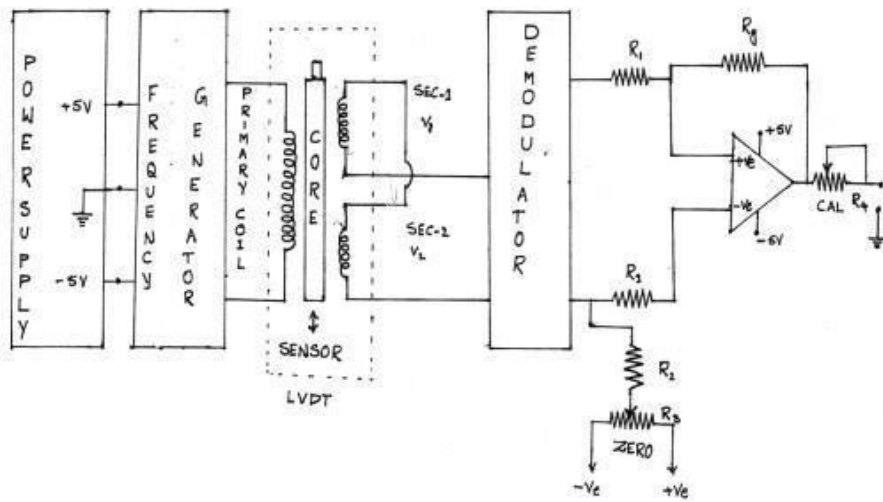 POWER SUPPLY
+5V
-5V
FREQUENCY
GENERATOR
PRIMARY COIL
CORE
SENSOR
LVDT
SEC-1
V1
SEC-2
V2
DEMODULATOR
R1
Rg
+5V
+Ve
-Ve
-5V
CAL
R4
R1
R2
R3
ZERO
-Ve
+Ve